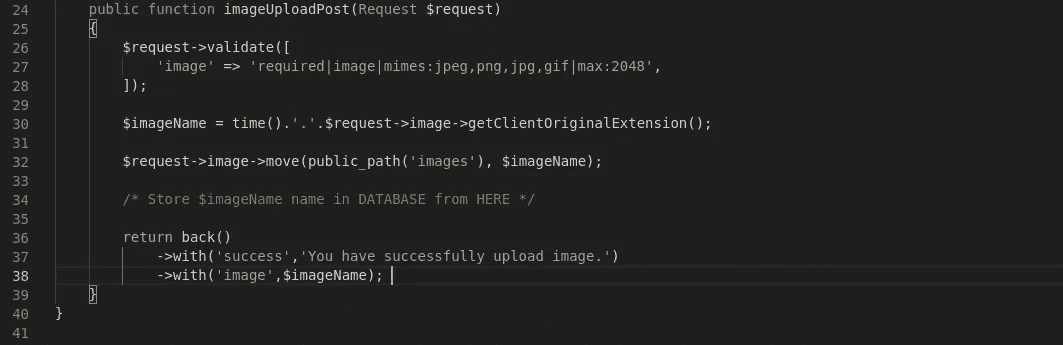 24 public function imageUploadPost(Request $request)
25 {
26 $request->validate([
27 'image' => 'required|image|mimes:jpeg,png,jpg,gif|max:2048',
28 ]);
29
30 $imageName = time().'.'.$request->image->getClientOriginalExtension();
31
32 $request->image->move(public_path('images'), $imageName);
33
34 /* Store $imageName name in DATABASE from HERE */
35
36 return back()
37 ->with('success','You have successfully upload image.')
38 ->with('image',$imageName);
39 }
40 }
41